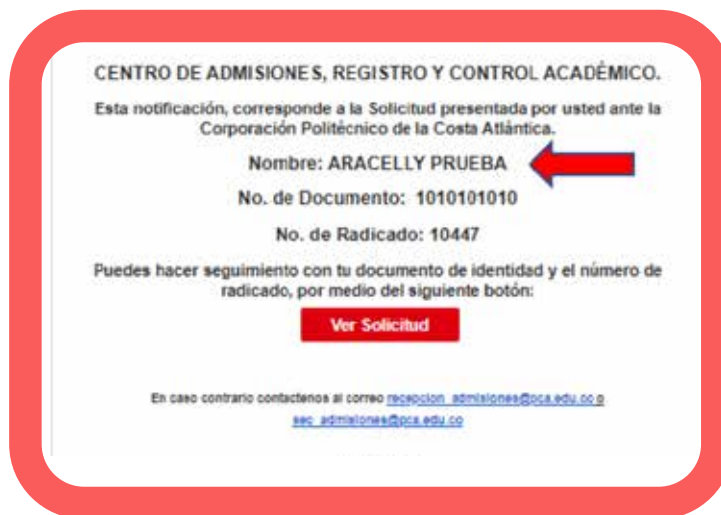 CENTRO DE ADMISIONES, REGISTRO Y CONTROL ACADÉMICO.
Esta notificación, corresponde a la Solicitud presentada por usted ante la
Corporación Politécnico de la Costa Atlántica.
Nombre: ARACELLY PRUEBA
No. de Documento: 1010101010
No. de Radicado: 10447
Puedes hacer seguimiento con tu documento de identidad y el número de
radicado, por medio del siguiente botón:
Ver Solicitud
En caso contrario contactenos al correo recepcion_admisiones@pca.edu.co o
sec_admisiones@pca.edu.co